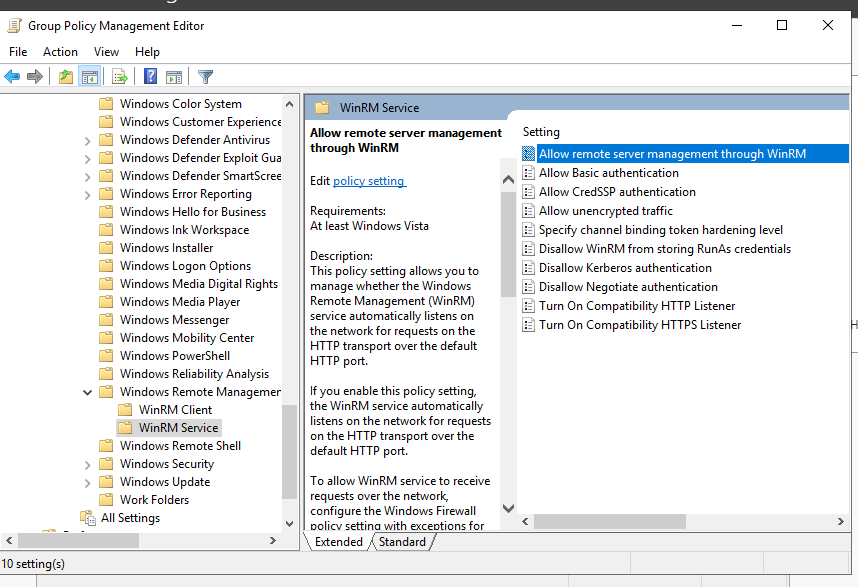 Group Policy Management Editor
File Action View Help
Windows Color System
Windows Customer Experience
Windows Defender Antivirus
Windows Defender Exploit Gua
Windows Defender SmartScree
Windows Error Reporting
Windows Hello for Business
Windows Ink Workspace
Windows Installer
Windows Logon Options
Windows Media Digital Rights
Windows Media Player
Windows Messenger
Windows Mobility Center
Windows PowerShell
Windows Reliability Analysis
Windows Remote Managemen
WinRM Client
WinRM Service
Windows Remote Shell
Windows Security
Windows Update
Work Folders
All Settings
WinRM Service
Allow remote server management
through WinRM
Edit policy setting
Requirements:
At least Windows Vista
Description:
This policy setting allows you to
manage whether the Windows
Remote Management (WinRM)
service automatically listens on
the network for requests on the
HTTP transport over the default
HTTP port.
If you enable this policy setting,
the WinRM service automatically
listens on the network for requests
on the HTTP transport over the
default HTTP port.
To allow WinRM service to receive
requests over the network,
configure the Windows Firewall
policy setting with exceptions for
Setting
Allow remote server management through WinRM
Allow Basic authentication
Allow CredSSP authentication
Allow unencrypted traffic
Specify channel binding token hardening level
Disallow WinRM from storing RunAs credentials
Disallow Kerberos authentication
Disallow Negotiate authentication
Turn On Compatibility HTTP Listener
Turn On Compatibility HTTPS Listener
Extended Standard
10 setting(s)